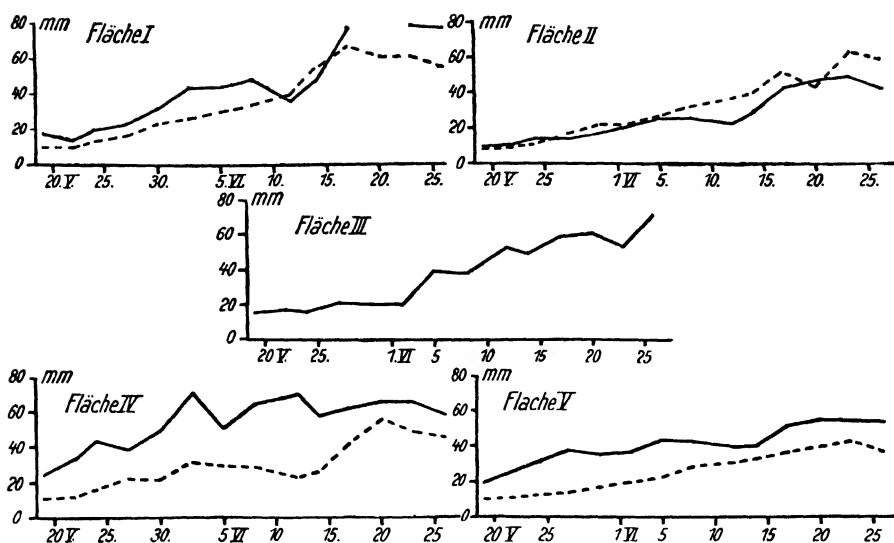 80 mm Fläche I
60
40
20
0
20. V. 25. 30. 5. VI. 10. 15. 20. 25.
80 mm Fläche II
60
40
20
0
20 V. 25 1 VI 5. 10 15 20. 25.
80 mm
Fläche III
60
40
20
0
20 V. 25. 1. VI 5 10 15 20 25
80 mm
Fläche IV
60
40
20
0
20 V. 25. 30. 5 VI 10. 15. 20 25.
80 mm
Flache V
60
40
20
0
20 V 25 1 VI 5. 10. 15. 20 25.